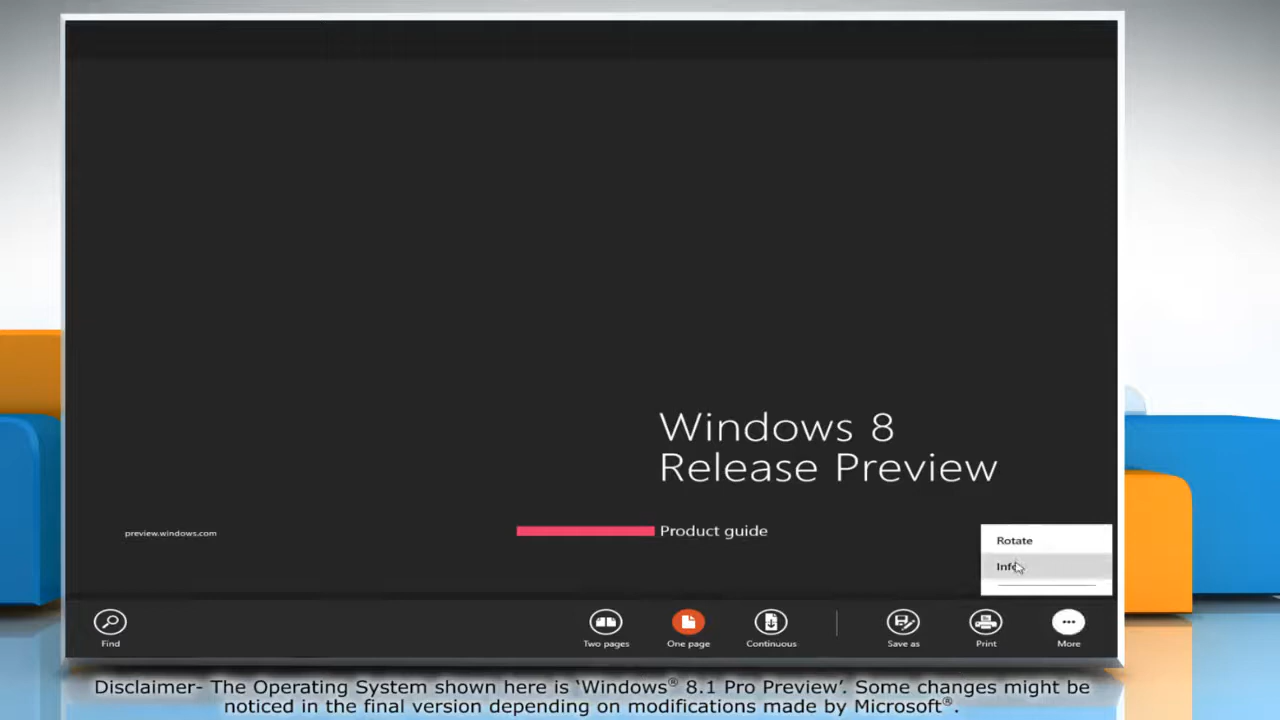 Windows 8
Release Preview
preview.windows.com
Product guide
Rotate
Info
Find
Two pages
One page
Continuous
Save as
Print
More
Disclaimer- The Operating System shown here is ‘Windows® 8.1 Pro Preview’. Some changes might be
noticed in the final version depending on modifications made by Microsoft®.